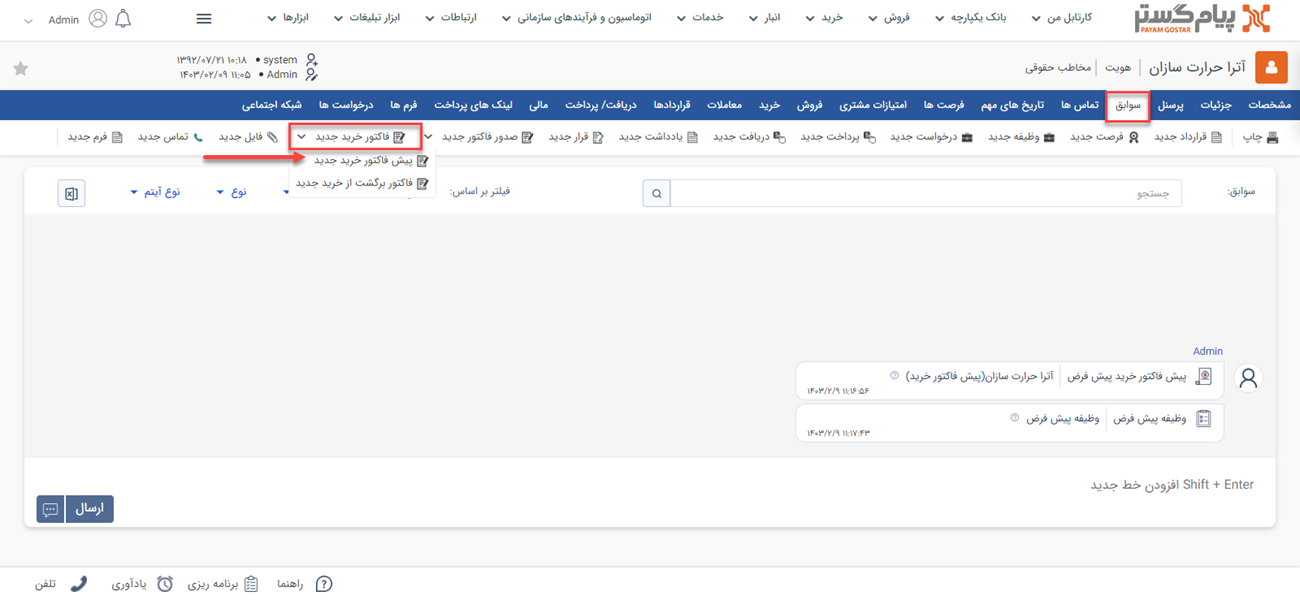 پیام گستر
PAYAM GOSTAR
کارتابل من
بانک یکپارچه
فروش
خرید
انبار
خدمات
اتوماسیون و فرآیندهای سازمانی
ارتباطات
ابزار تبلیغات
ابزارها
Admin
آترا حرارت سازان | هویت | مخاطب حقوقی
system • ۱۳۹۲/۰۷/۲۱ ۱۰:۱۸
Admin • ۱۴۰۳/۰۲/۰۹ ۱۱:۰۵
مشخصات
جزئیات
پرسنل
سوابق
تماس ها
تاریخ های مهم
فرصت ها
امتیازات مشتری
فروش
خرید
معاملات
قراردادها
دریافت/ پرداخت
مالی
لینک های پرداخت
فرم ها
درخواست ها
شبکه اجتماعی
چاپ
قرارداد جدید
فرصت جدید
وظیفه جدید
درخواست جدید
پرداخت جدید
دریافت جدید
یادداشت جدید
قرار جدید
صدور فاکتور جدید
فاکتور خرید جدید
فایل جدید
تماس جدید
فرم جدید
پیش فاکتور خرید جدید
فاکتور برگشت از خرید جدید
سوابق:
جستجو
فیلتر بر اساس:
نوع
نوع آیتم
Admin
پیش فاکتور خرید پیش فرض | آترا حرارت سازان(پیش فاکتور خرید)
۱۴۰۳/۲/۹ ۱۱:۱۶:۵۶
وظیفه پیش فرض | وظیفه پیش فرض
۱۴۰۳/۲/۹ ۱۱:۱۷:۴۳
Shift + Enter افزودن خط جدید
ارسال
راهنما
برنامه ریزی
یادآوری
تلفن